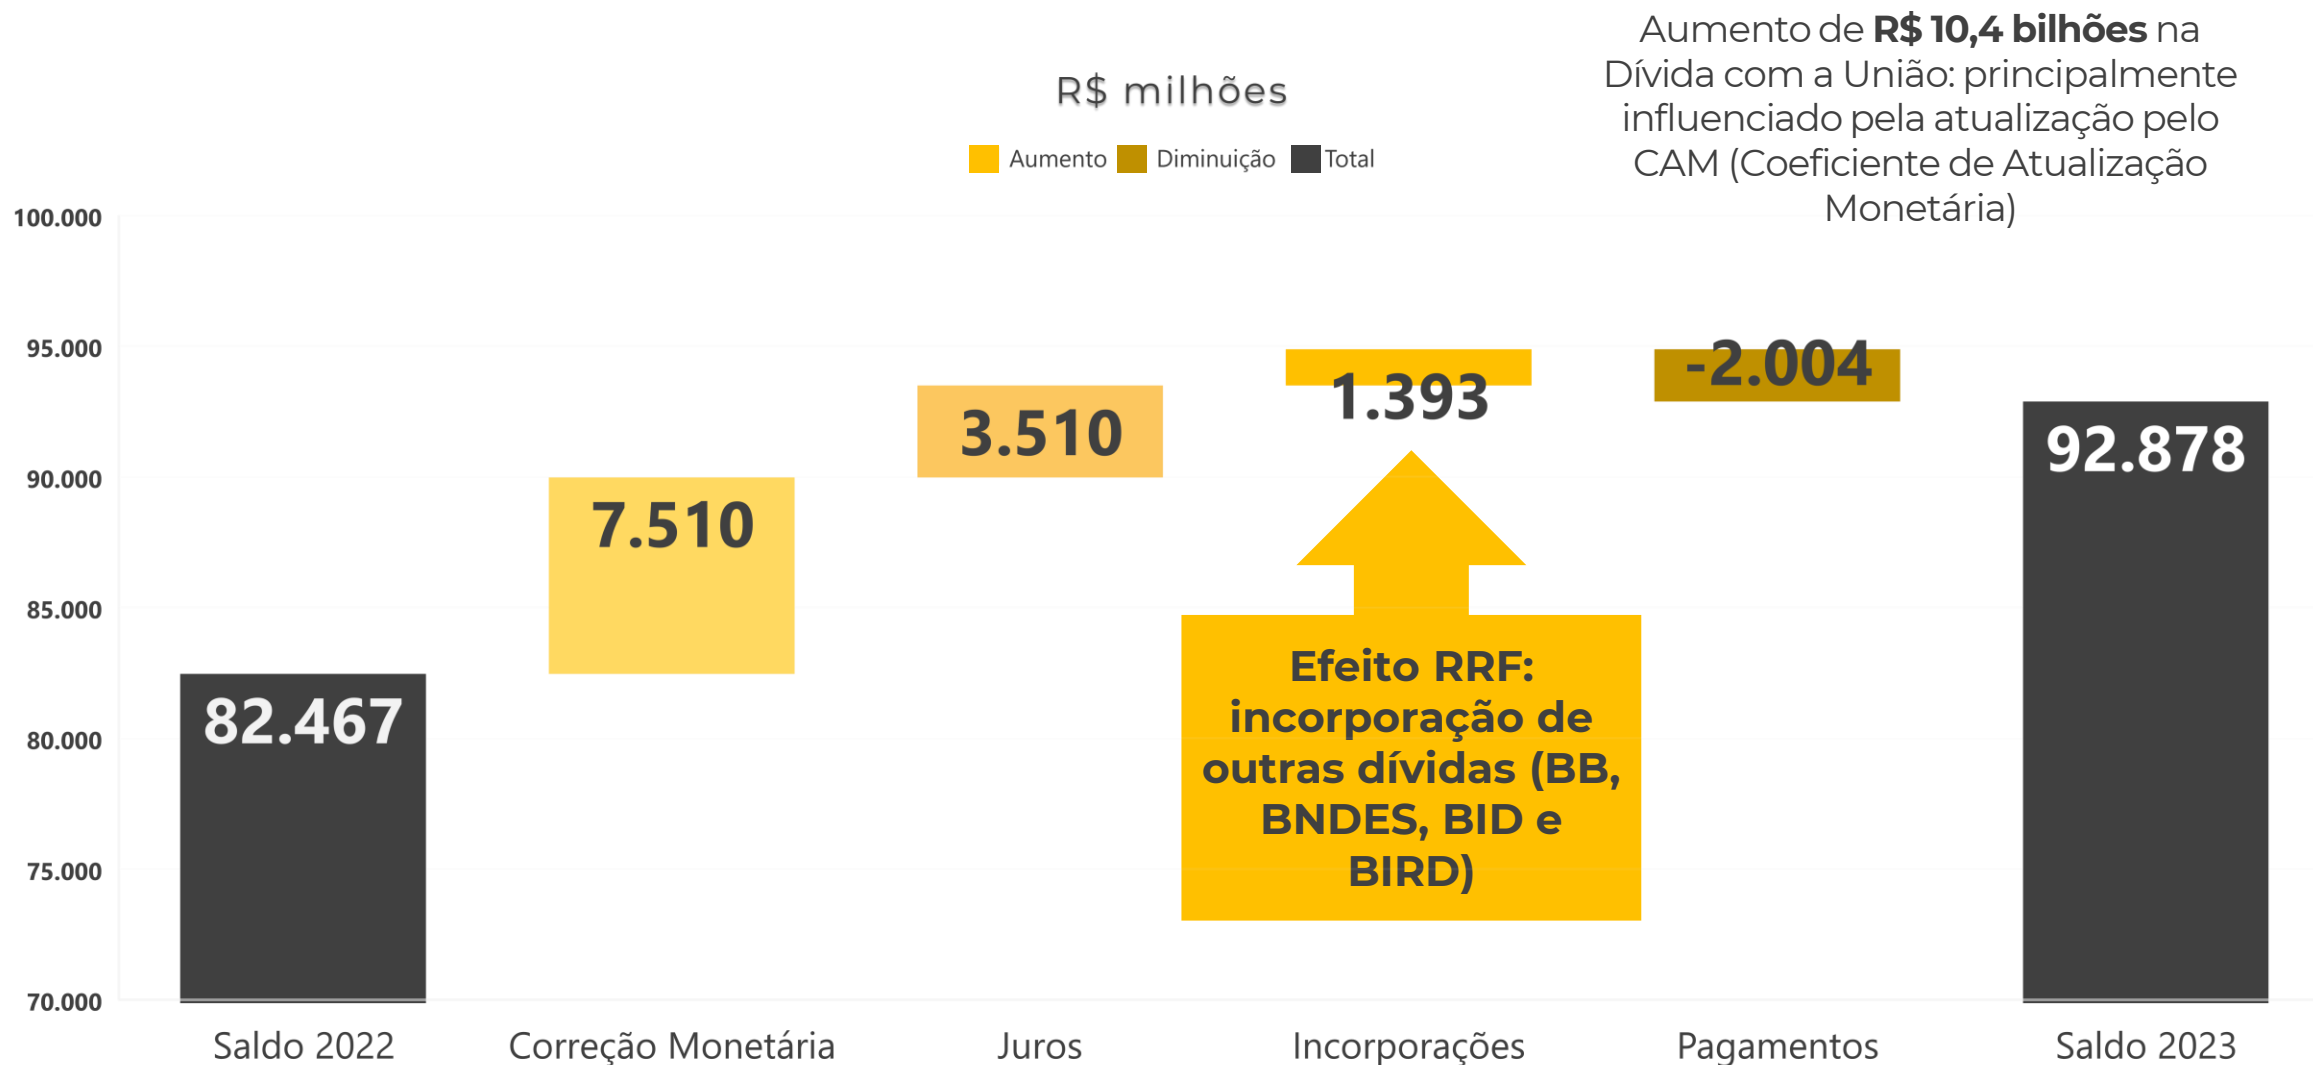 Aumento de R$ 10,4 bilhões na
Dívida com a União: principalmente
influenciado pela atualização pelo
CAM (Coeficiente de Atualização
Monetária)
R$ milhões
Aumento Diminuição Total
100.000
95.000
90.000
85.000
80.000
75.000
70.000
82.467
7.510
3.510
1.393
-2.004
92.878
Efeito RRF:
incorporação de
outras dívidas (BB,
BNDES, BID e
BIRD)
Saldo 2022 Correção Monetária Juros Incorporações Pagamentos Saldo 2023